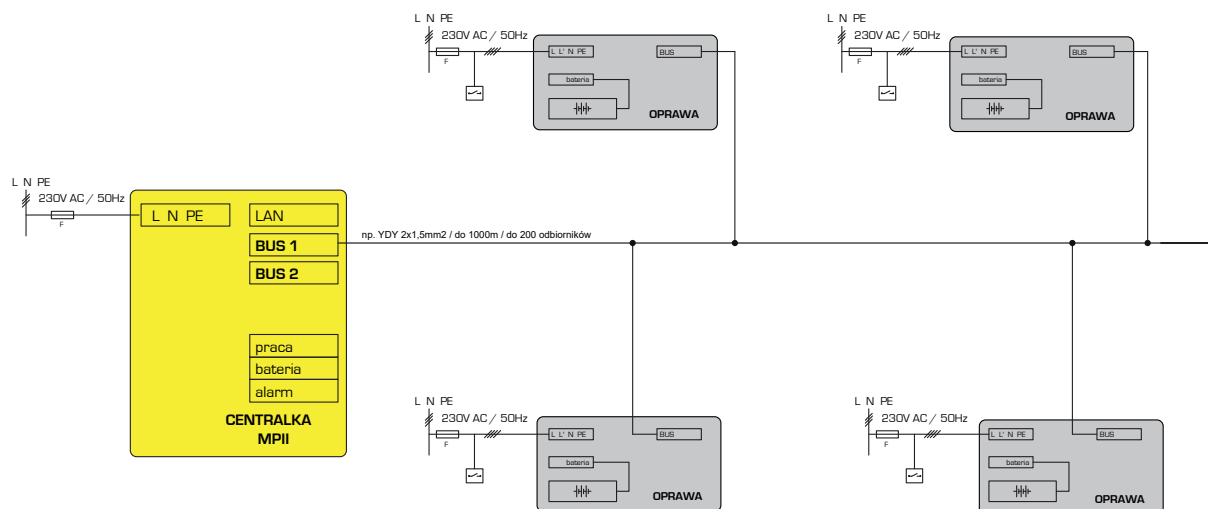 L N PE
230V AC / 50Hz
F
L L' N PE
BUS
bateria
OPRAWA
L N PE
230V AC / 50Hz
F
L L' N PE
BUS
bateria
OPRAWA
L N PE
230V AC / 50Hz
F
L N PE
LAN
BUS 1
BUS 2
praca
bateria
alarm
CENTRALKA
MPII
np. YDY 2x1,5mm2 / do 1000m / do 200 odbiorników
L N PE
230V AC / 50Hz
F
L L' N PE
BUS
bateria
OPRAWA
L N PE
230V AC / 50Hz
F
L L' N PE
BUS
bateria
OPRAWA